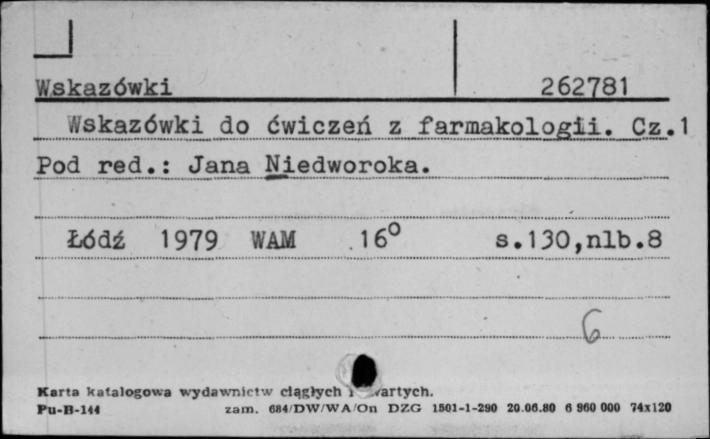 Wskazówki 262781
Wskazówki do ćwiczeń z farmakologii. Cz.1
Pod red.: Jana Niedworoka.
Łódź 1979 WAM 16° s.130,nlb.8
6
Karta katalogowa wydawnictw ciągłych
Pu-B-144 zam. 684/DW/WA/On DZG 1501-1-290 20.06.80 6 960 000 74x120